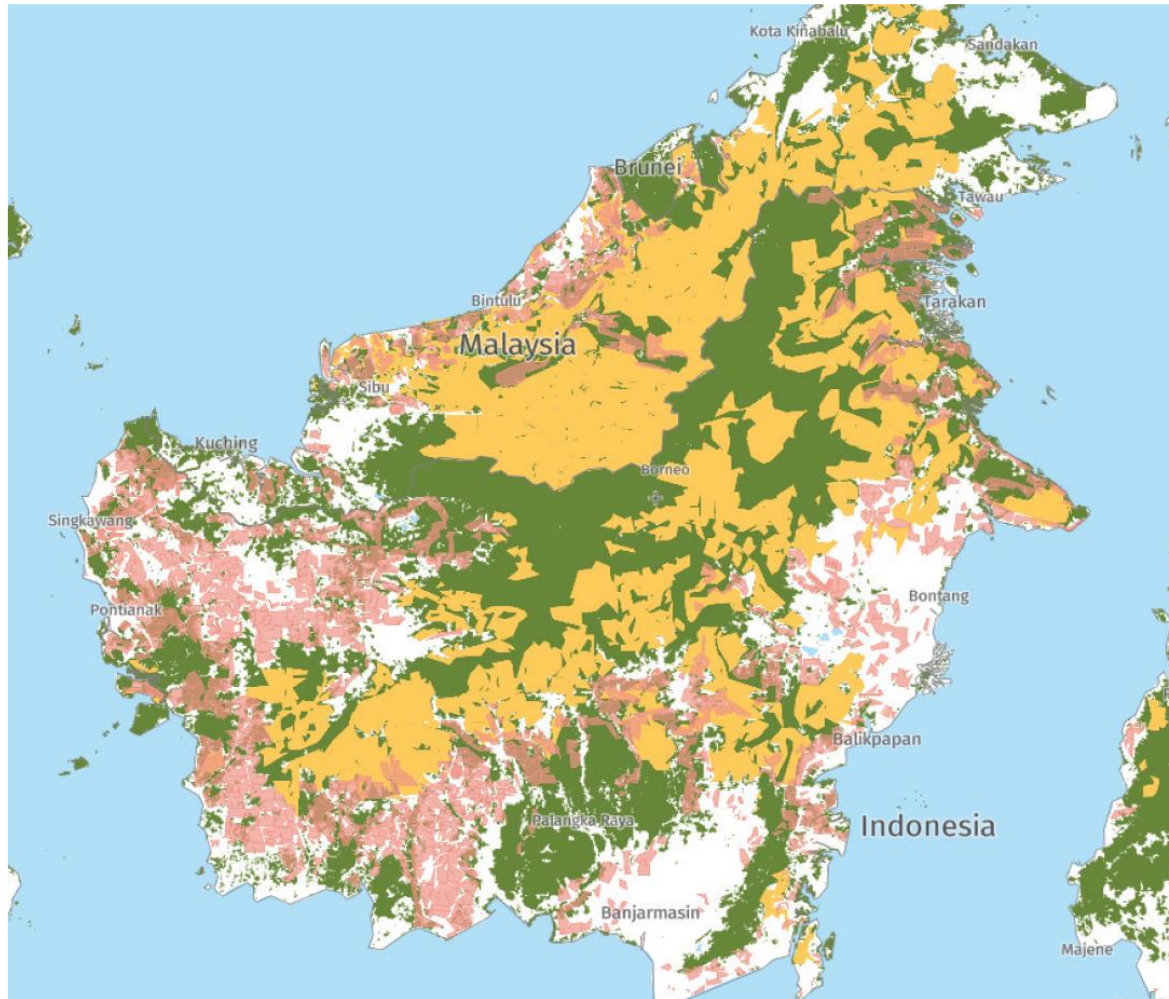 Kota Kinabalu
Sandakan
Brunei
Tawau
Bintulu
Tarakan
Malaysia
Sibu
Kuching
Borneo
Singkawang
Bontang
Pontianak
Balikpapan
Palangka Raya
Indonesia
Banjarmasin
Majene